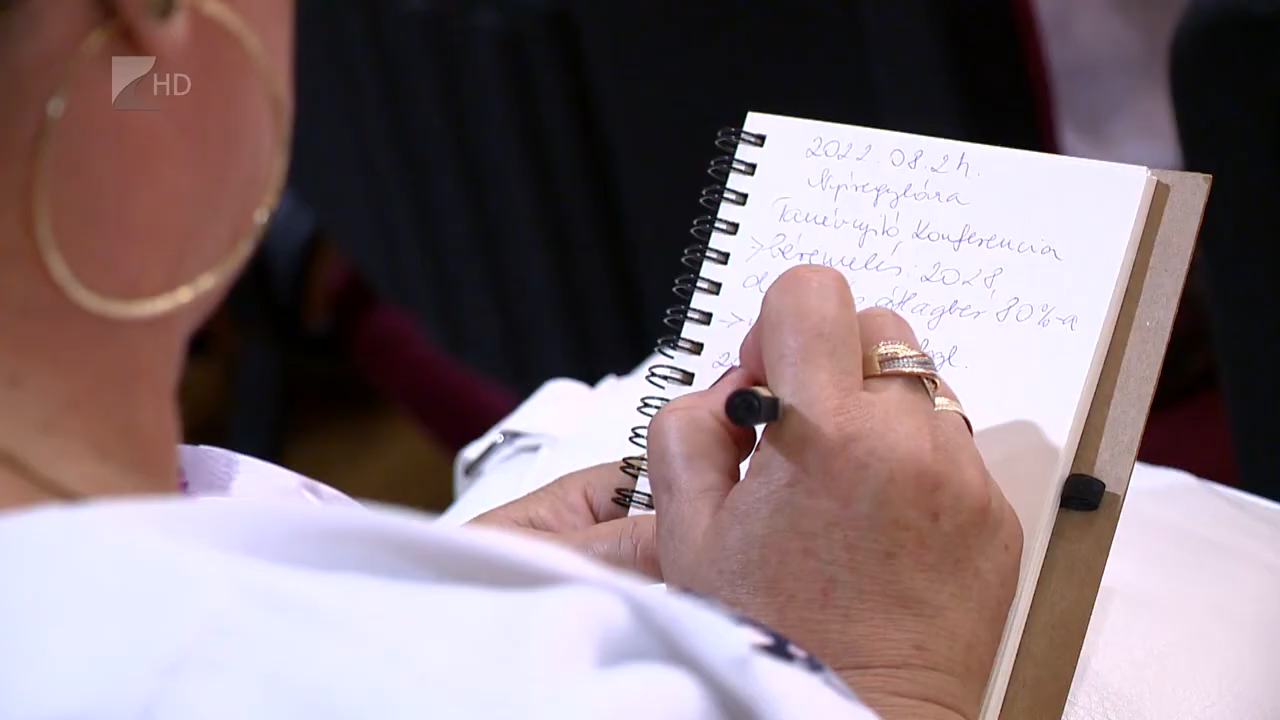 HD
2022. 08. 24.
Nyíregyháza
Tanévnyitó Konferencia
→ béremelés: 2028,
átlagbér 80%-a